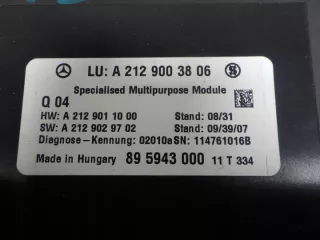 LU: A 212 900 38 06
Specialised Multipurpose Module
Q 04
HW: A 212 901 10 00 Stand: 08/31
SW: A 212 902 97 02 Stand: 09/39/07
Diagnose - Kennung: 02010a SN: 114761016B
Made in Hungary 89 5943 000 11 T 334